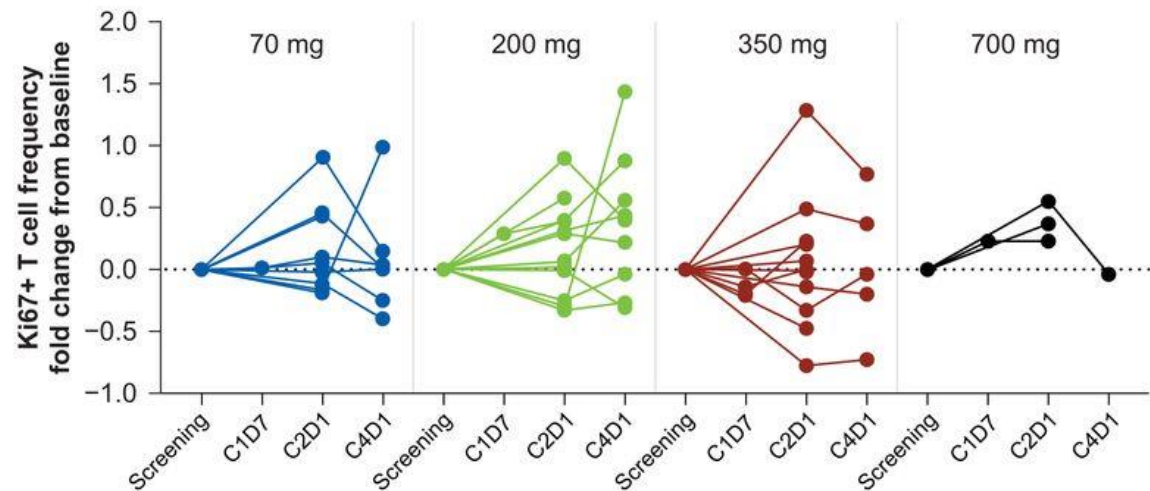 Ki67+ T cell frequency
fold change from baseline
2.0
1.5
1.0
0.5
0.0
−0.5
−1.0
70 mg
200 mg
350 mg
700 mg
Screening
C1D7
C2D1
C4D1
Screening
C1D7
C2D1
C4D1
Screening
C1D7
C2D1
C4D1
Screening
C1D7
C2D1
C4D1